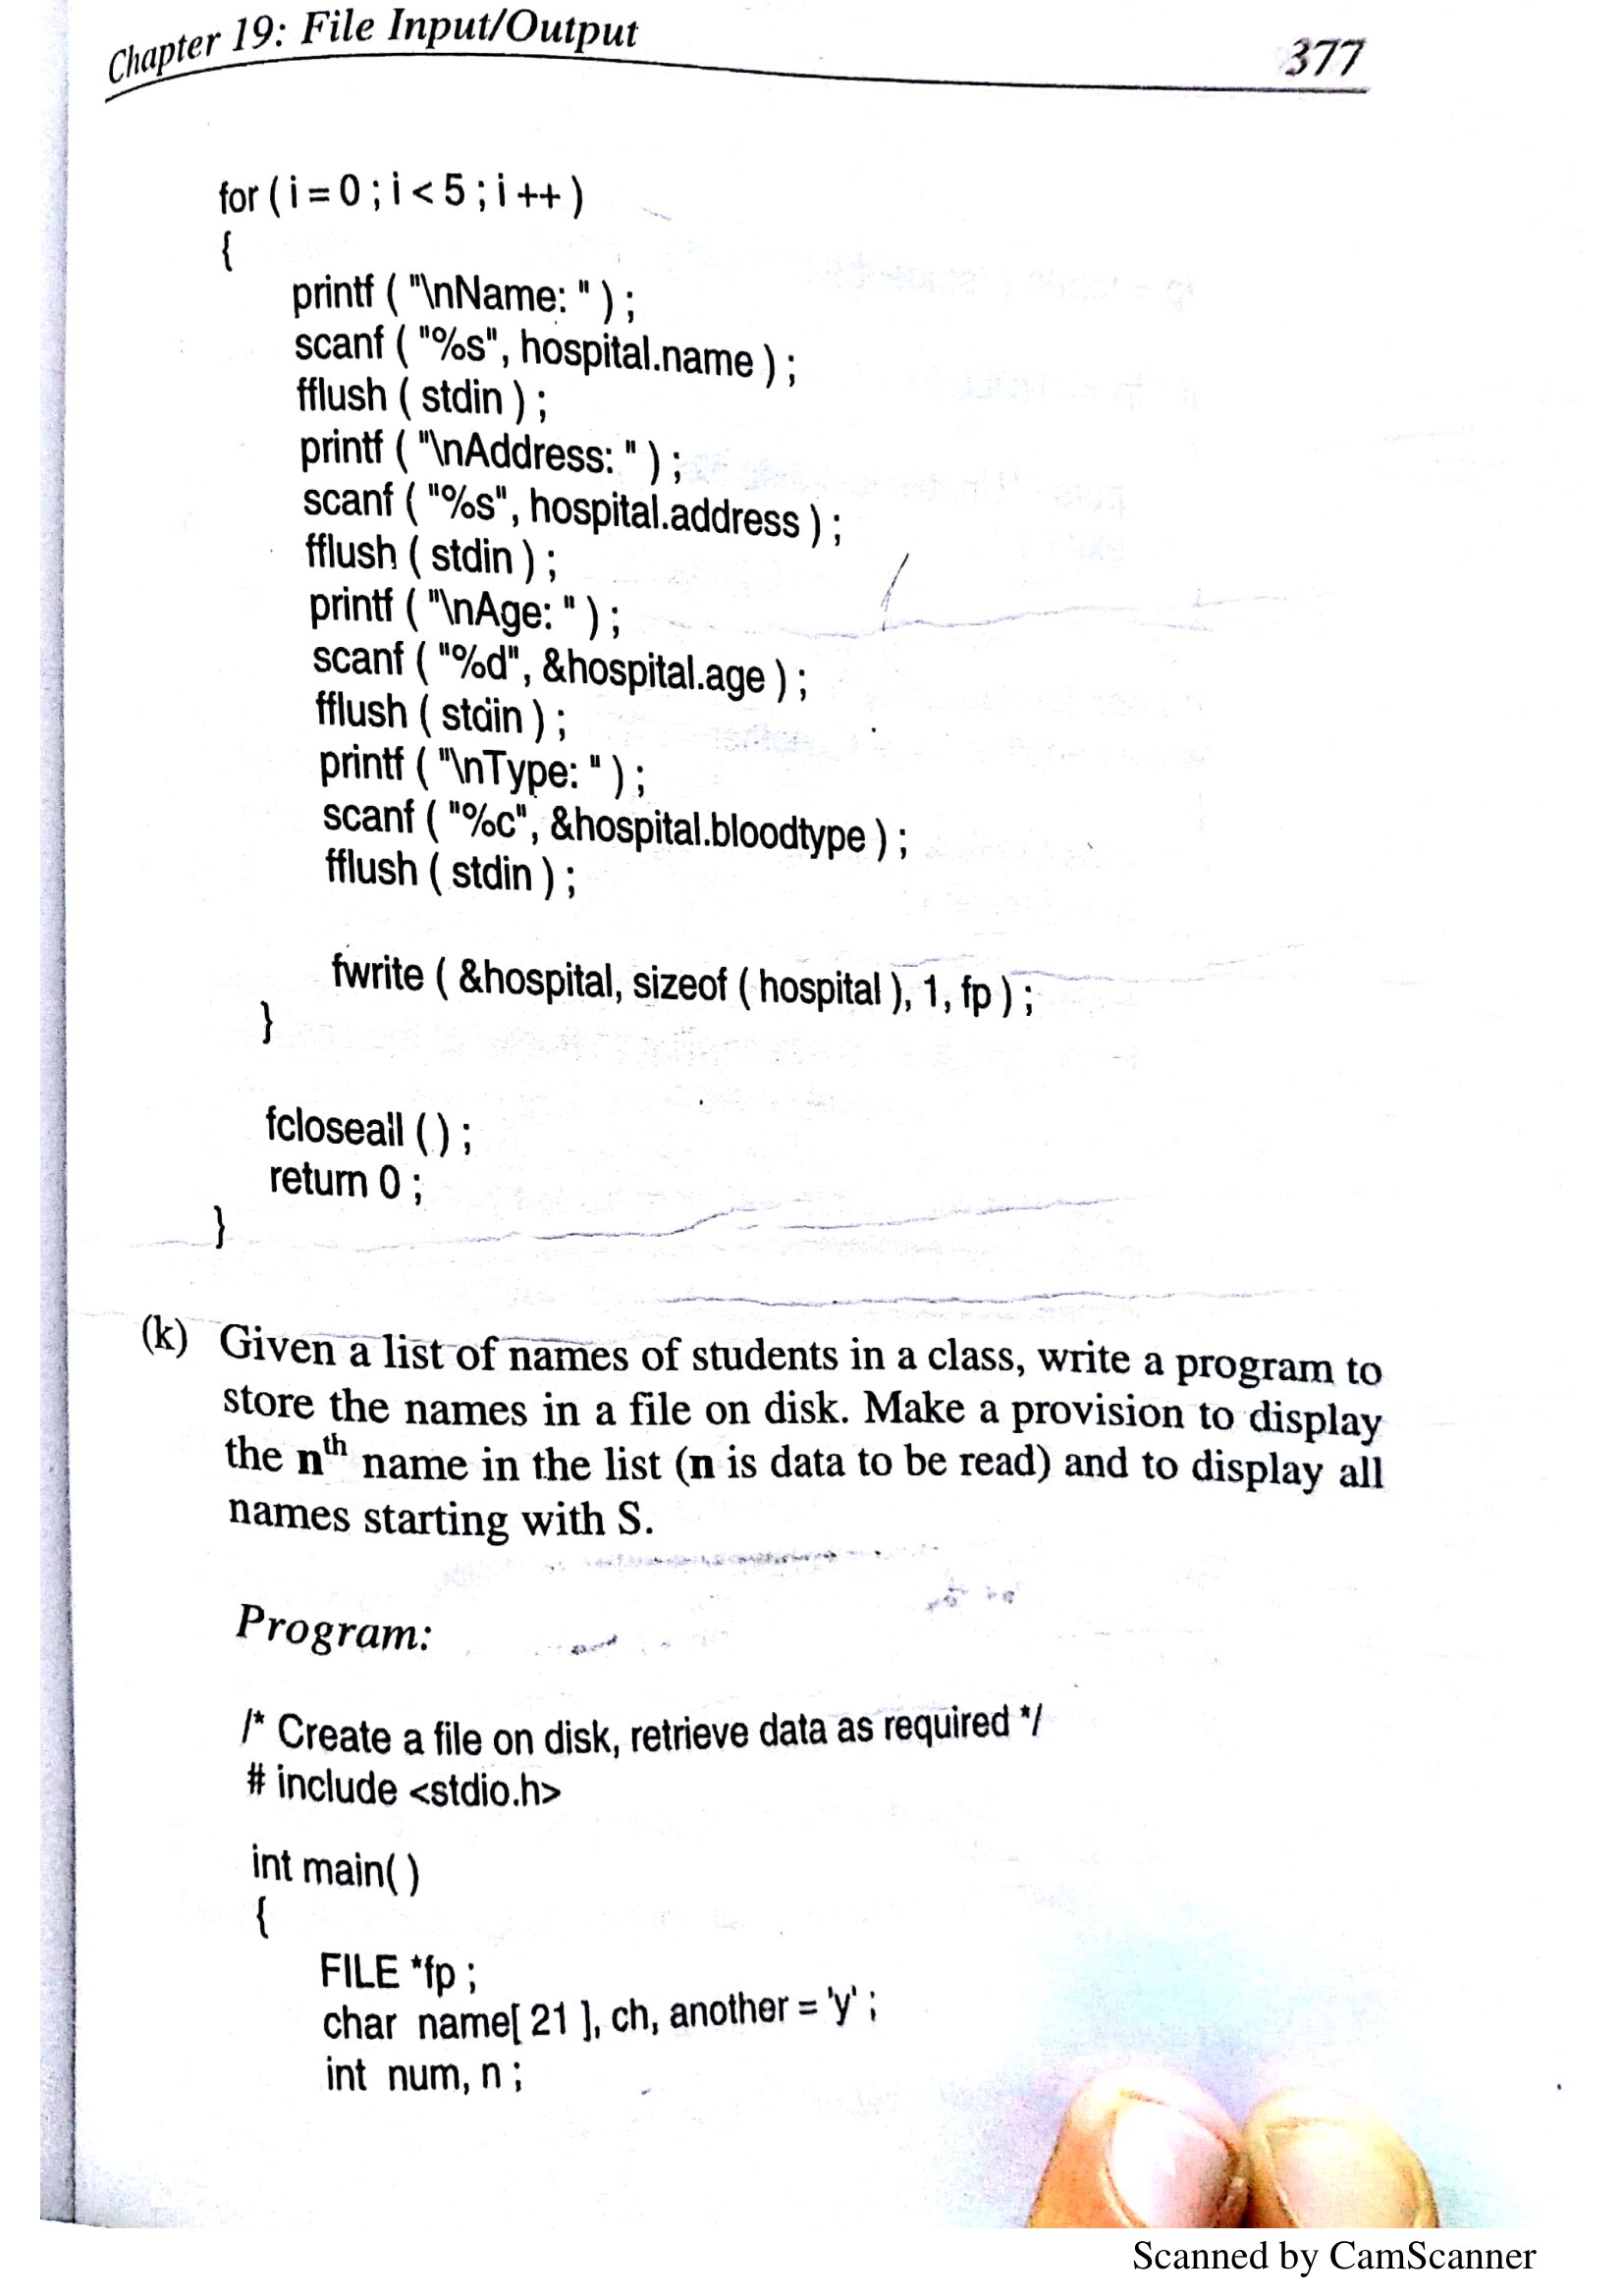 Chapter 19: File Input/Output 377
for ( i = 0 ; i < 5 ; i ++ )
{
printf ( "\nName: " ) ;
scanf ( "%s", hospital.name ) ;
fflush ( stdin ) ;
printf ( "\nAddress: " ) ;
scanf ( "%s", hospital.address ) ;
fflush ( stdin ) ;
printf ( "\nAge: " ) ;
scanf ( "%d", &hospital.age ) ;
fflush ( stdin ) ;
printf ( "\nType: " ) ;
scanf ( "%c", &hospital.bloodtype ) ;
fflush ( stdin ) ;
fwrite ( &hospital, sizeof ( hospital ), 1, fp ) ;
}
fcloseall ( ) ;
return 0 ;
}
(k) Given a list of names of students in a class, write a program to
store the names in a file on disk. Make a provision to display
the nth name in the list (n is data to be read) and to display all
names starting with S.
Program:
/* Create a file on disk, retrieve data as required */
# include <stdio.h>
int main( )
{
FILE *fp ;
char name[ 21 ], ch, another = 'y' ;
int num, n ;
Scanned by CamScanner